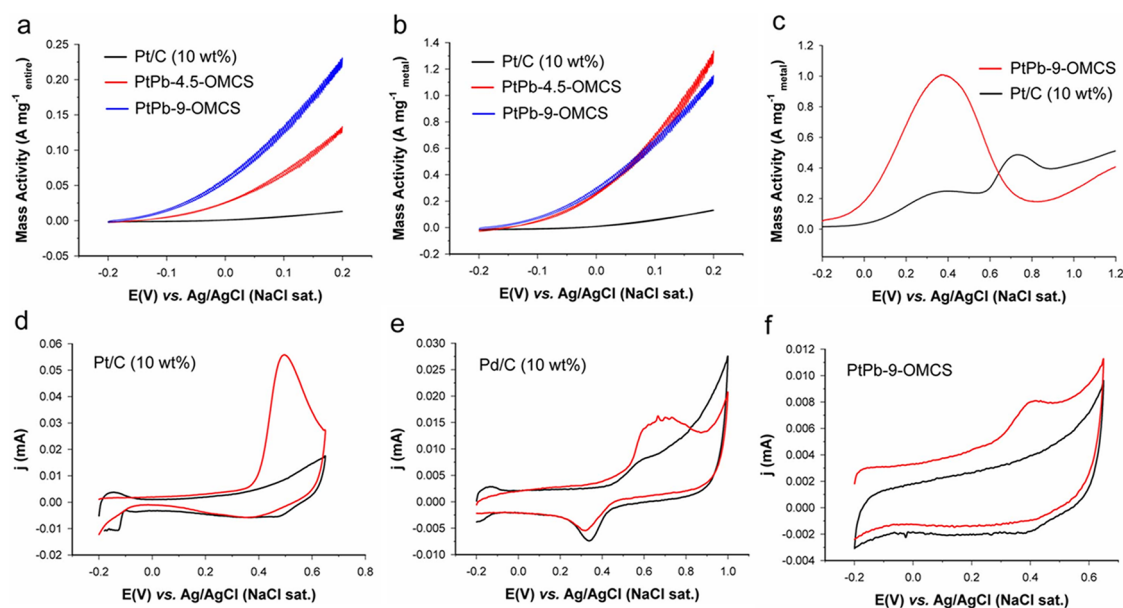 a
0.25
0.20
0.15
0.10
0.05
0.00
-0.05
Mass Activity (A mg⁻¹ entire)
Pt/C (10 wt%)
PtPb-4.5-OMCS
PtPb-9-OMCS
-0.2 -0.1 0.0 0.1 0.2
E(V) vs. Ag/AgCl (NaCl sat.)
b
1.4
1.2
1.0
0.8
0.6
0.4
0.2
0.0
0.2
Mass Activity (A mg⁻¹ metal)
Pt/C (10 wt%)
PtPb-4.5-OMCS
PtPb-9-OMCS
-0.2 -0.1 0.0 0.1 0.2
E(V) vs. Ag/AgCl (NaCl sat.)
c
1.0
0.8
0.6
0.4
0.2
0.0
Mass Activity (A mg⁻¹ metal)
PtPb-9-OMCS
Pt/C (10 wt%)
-0.2 0.0 0.2 0.4 0.6 0.8 1.0 1.2
E(V) vs. Ag/AgCl (NaCl sat.)
d
0.06
0.05
0.04
0.03
0.02
0.01
0.00
-0.01
-0.02
j (mA)
Pt/C (10 wt%)
-0.2 0.0 0.2 0.4 0.6 0.8
E(V) vs. Ag/AgCl (NaCl sat.)
e
0.030
0.025
0.020
0.015
0.010
0.005
0.000
-0.005
-0.010
j (mA)
Pd/C (10 wt%)
-0.2 0.0 0.2 0.4 0.6 0.8 1.0
E(V) vs. Ag/AgCl (NaCl sat.)
f
0.012
0.010
0.008
0.006
0.004
0.002
0.000
-0.002
-0.004
j (mA)
PtPb-9-OMCS
-0.2 0.0 0.2 0.4 0.6
E(V) vs. Ag/AgCl (NaCl sat.)